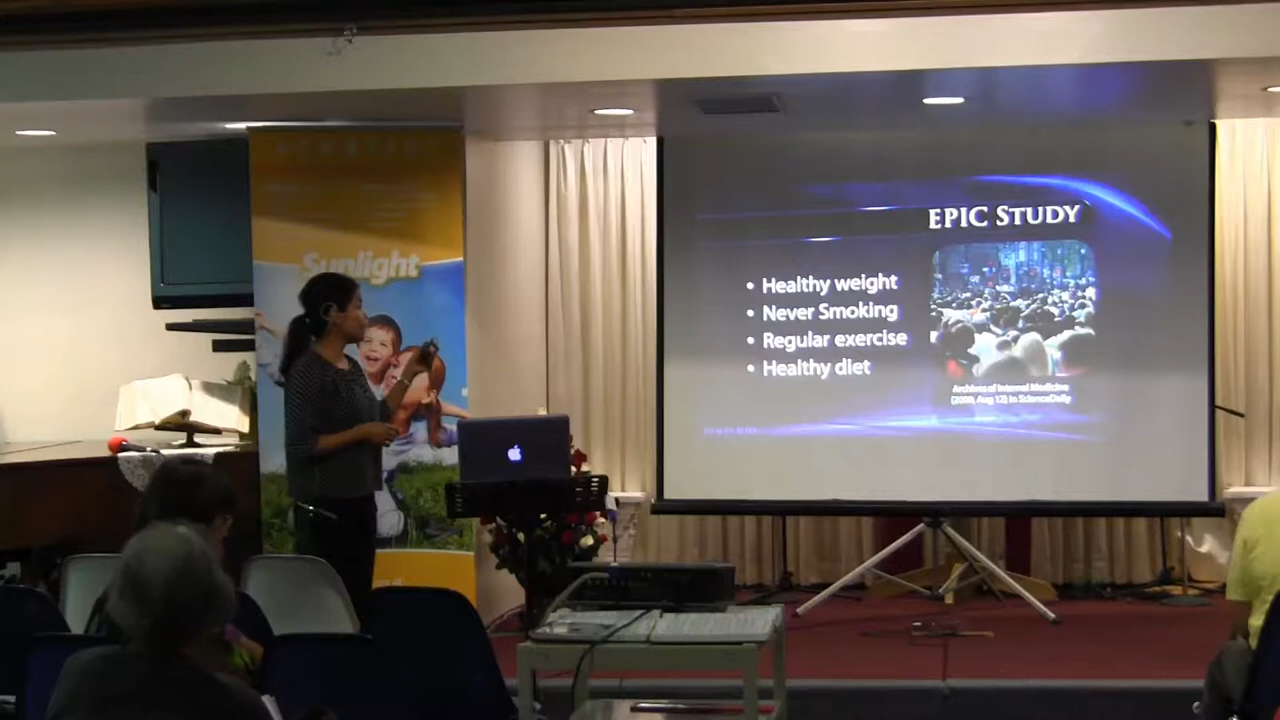 Sunlight
EPIC STUDY
• Healthy weight
• Never Smoking
• Regular exercise
• Healthy diet
Archives of Internal Medicine
(2009, Aug 12) in ScienceDaily